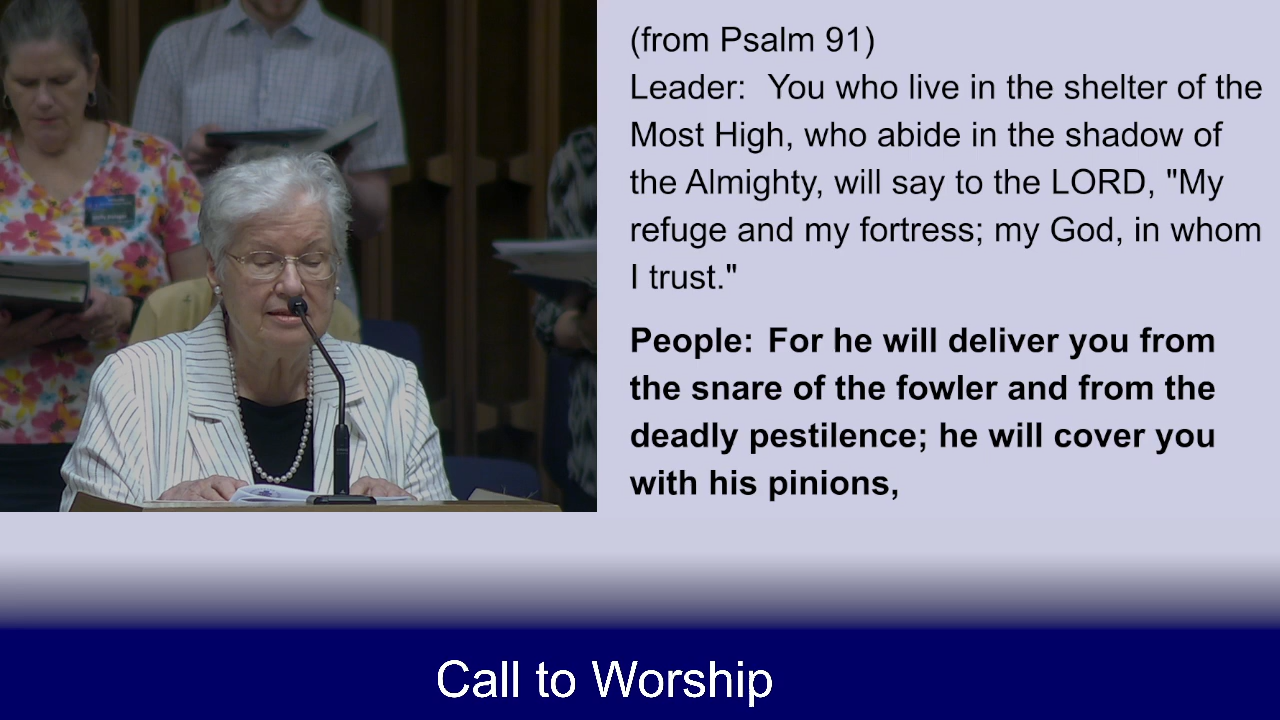 (from Psalm 91)
Leader: You who live in the shelter of the
Most High, who abide in the shadow of
the Almighty, will say to the LORD, "My
refuge and my fortress; my God, in whom
I trust."
People: For he will deliver you from
the snare of the fowler and from the
deadly pestilence; he will cover you
with his pinions,
Call to Worship